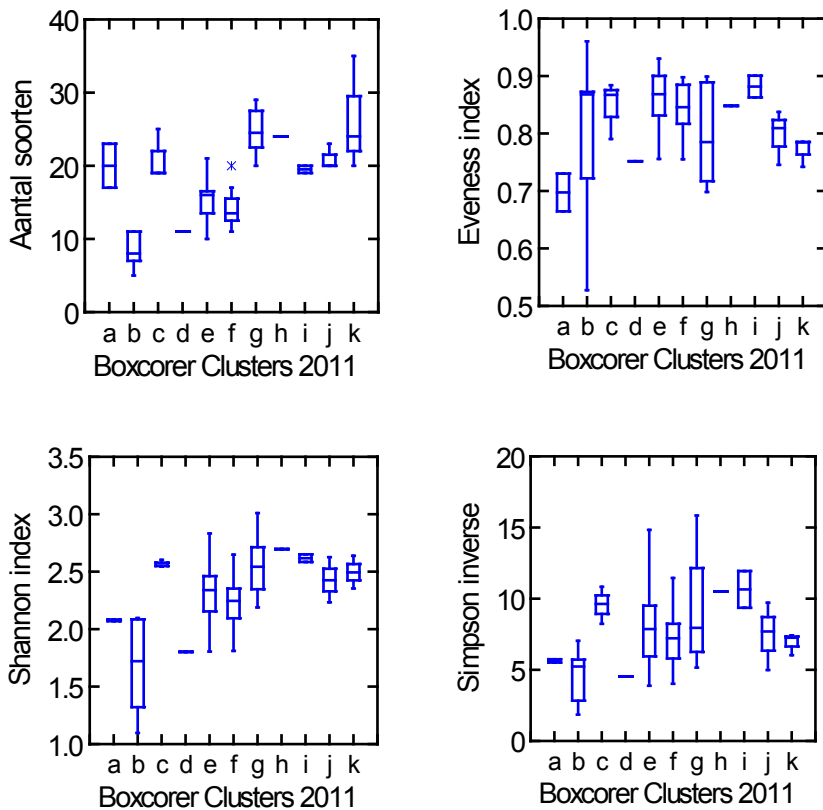 Aantal soorten
40
30
20
10
0
a b c d e f g h i j k
Boxcorer Clusters 2011
Eveness index
1.0
0.9
0.8
0.7
0.6
0.5
a b c d e f g h i j k
Boxcorer Clusters 2011
Shannon index
3.5
3.0
2.5
2.0
1.5
1.0
a b c d e f g h i j k
Boxcorer Clusters 2011
Simpson inverse
20
15
10
5
0
a b c d e f g h i j k
Boxcorer Clusters 2011